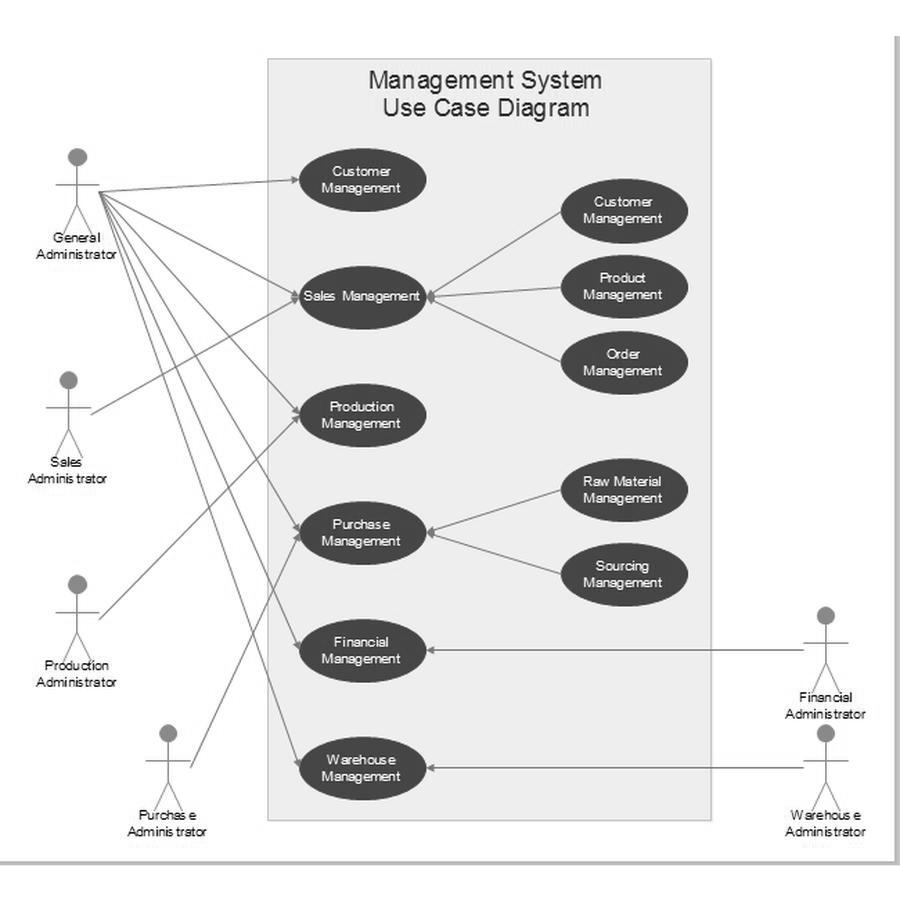 Management System
Use Case Diagram
General
Administrator
Customer
Management
Customer
Management
Product
Management
Sales Management
Order
Management
Sales
Administrator
Production
Management
Raw Material
Management
Purchase
Management
Sourcing
Management
Production
Administrator
Financial
Management
Financial
Administrator
Purchase
Administrator
Warehouse
Management
Warehouse
Administrator